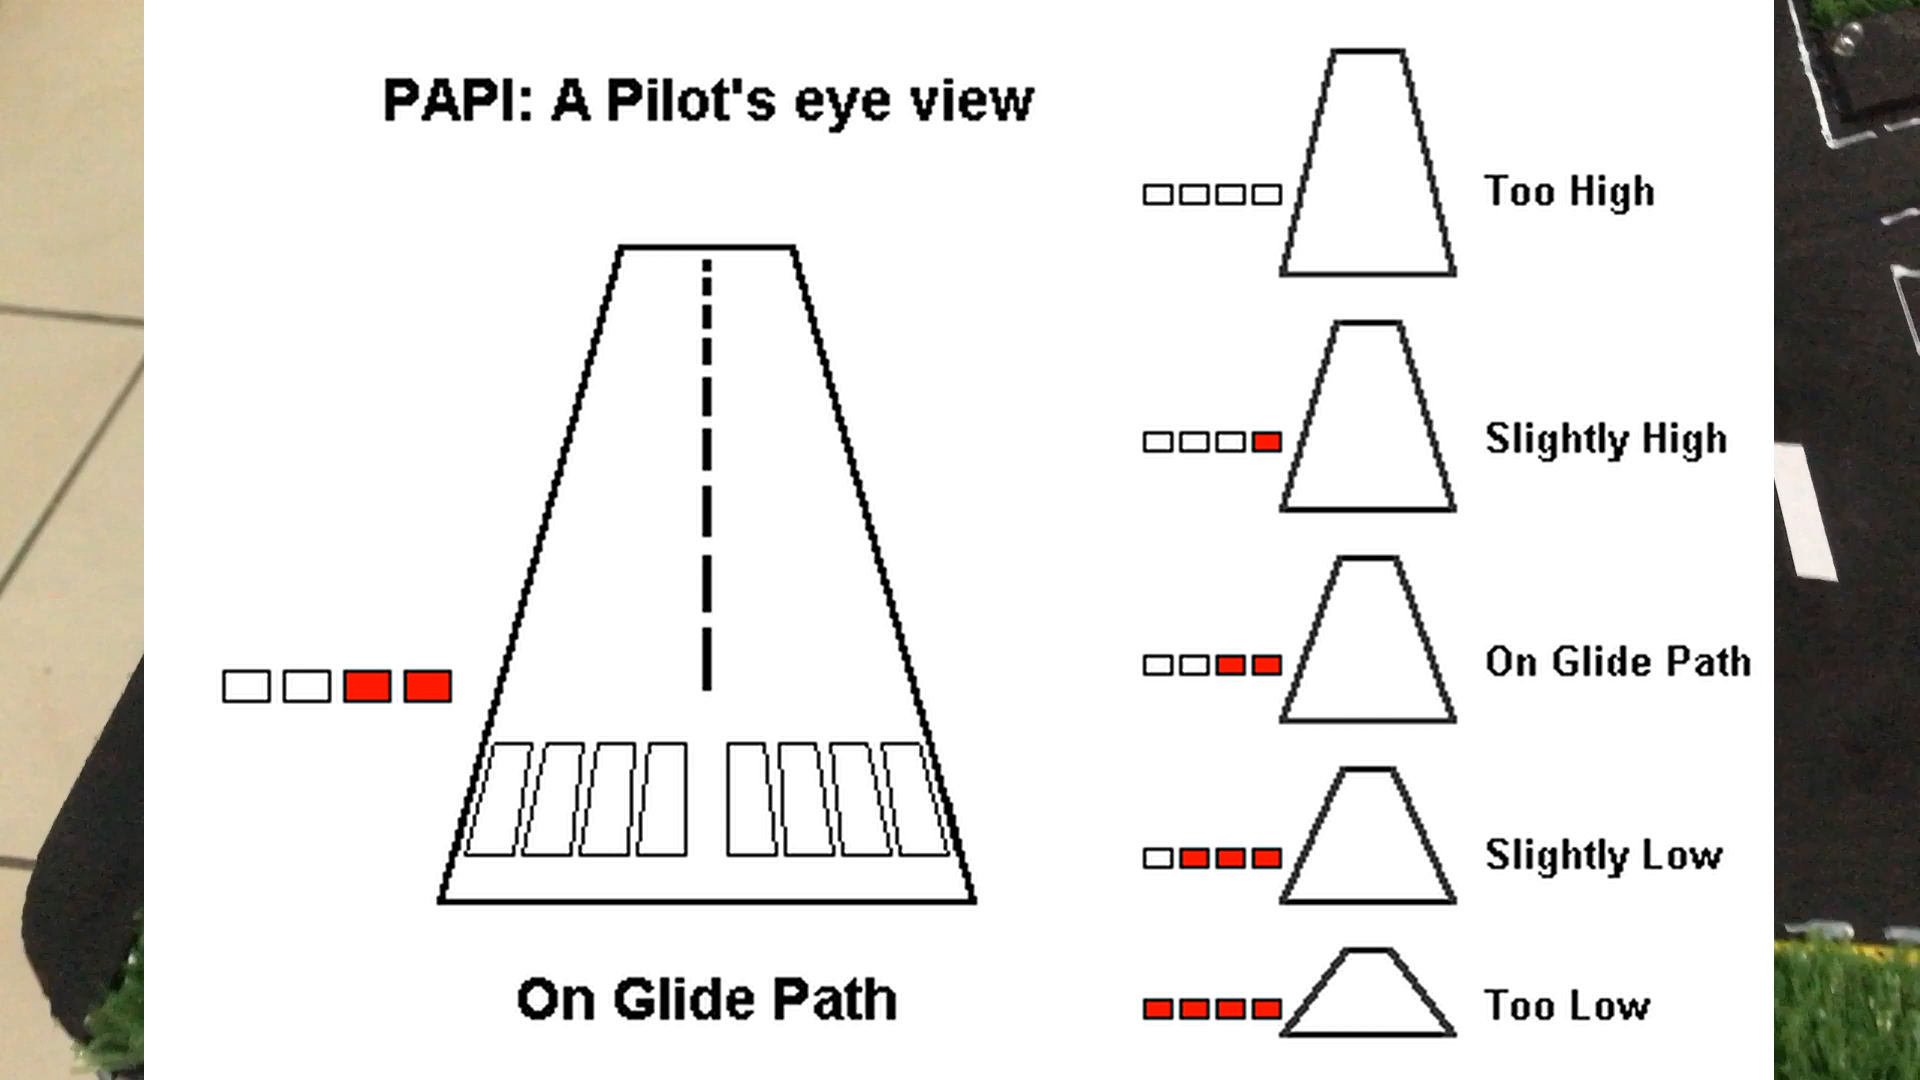 PAPI: A Pilot's eye view
Too High
Slightly High
On Glide Path
Slightly Low
Too Low
On Glide Path